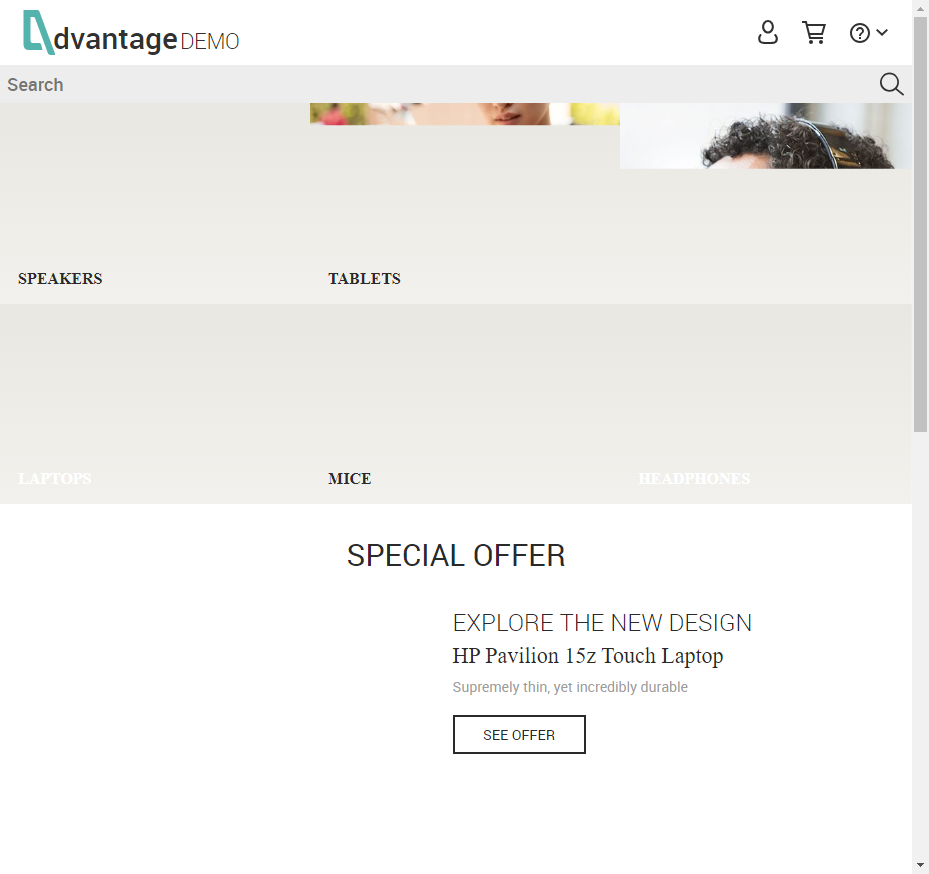 dvantage DEMO
Search
SPEAKERS
TABLETS
LAPTOPS
MICE
HEADPHONES
SPECIAL OFFER
EXPLORE THE NEW DESIGN
HP Pavilion 15z Touch Laptop
Supremely thin, yet incredibly durable
SEE OFFER